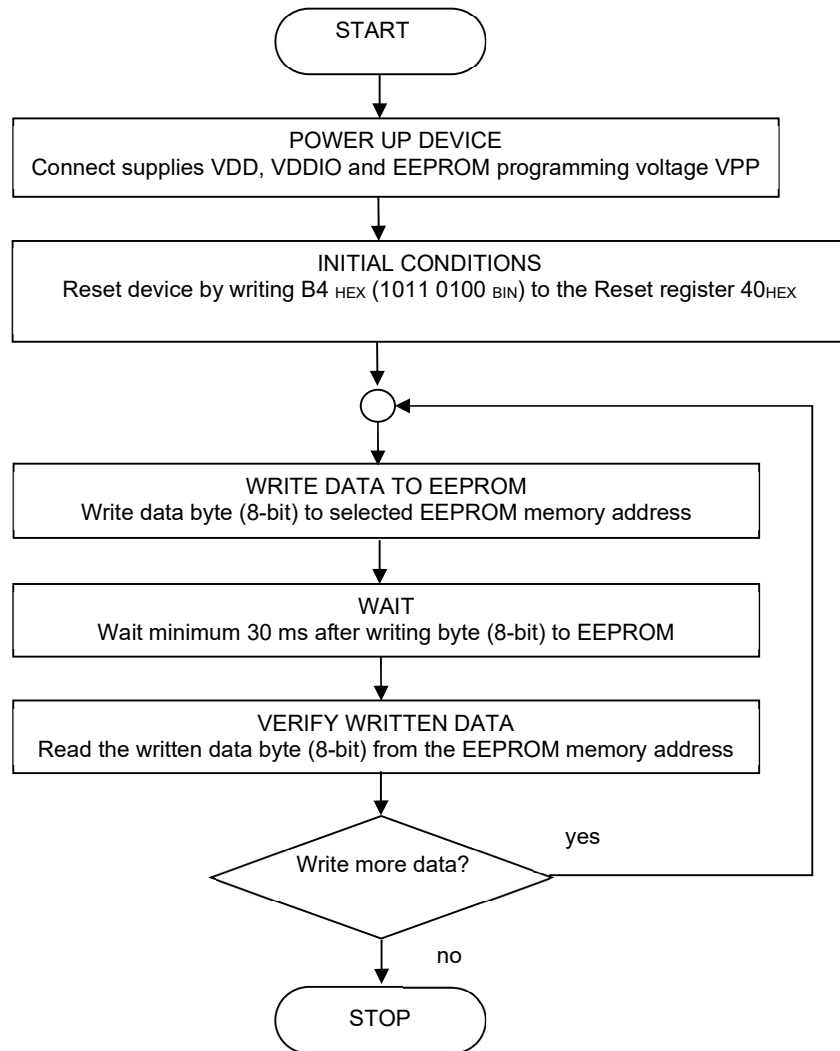 START
POWER UP DEVICE
Connect supplies VDD, VDDIO and EEPROM programming voltage VPP
INITIAL CONDITIONS
Reset device by writing B4 HEX (1011 0100 BIN) to the Reset register 40HEX
WRITE DATA TO EEPROM
Write data byte (8-bit) to selected EEPROM memory address
WAIT
Wait minimum 30 ms after writing byte (8-bit) to EEPROM
VERIFY WRITTEN DATA
Read the written data byte (8-bit) from the EEPROM memory address
yes
Write more data?
no
STOP